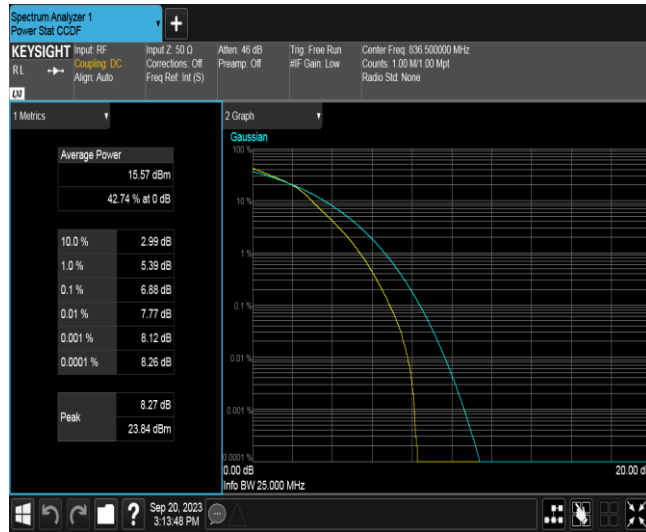 Spectrum Analyzer 1
Power Stat CCDF
+
KEYSIGHT
RL
LXI
Input: RF
Coupling: DC
Align: Auto
Input Z: 50 Ω
Corrections: Off
Freq Ref: Int (S)
Atten: 46 dB
Preamp: Off
Trig: Free Run
#IF Gain: Low
Center Freq: 836.500000 MHz
Counts: 1.00 M/1.00 Mpt
Radio Std: None
1 Metrics
Average Power
15.57 dBm
42.74 % at 0 dB
10.0 % 2.99 dB
1.0 % 5.39 dB
0.1 % 6.88 dB
0.01 % 7.77 dB
0.001 % 8.12 dB
0.0001 % 8.26 dB
Peak
8.27 dB
23.84 dBm
2 Graph
Gaussian
100 %
10 %
1 %
0.1 %
0.01 %
0.001 %
0.0001 %
0.00 dB
20.00 d
Info BW 25.000 MHz
?
Sep 20, 2023
3:13:48 PM